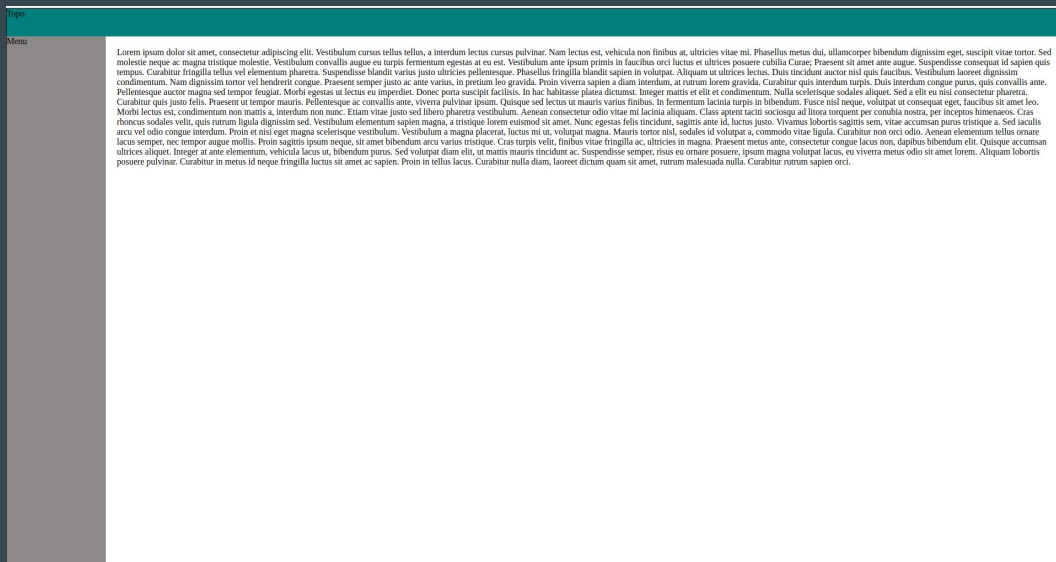 Topo
Menu
Lorem ipsum dolor sit amet, consectetur adipiscing elit. Vestibulum cursus tellus tellus, a interdum lectus cursus pulvinar. Nam lectus est, vehicula non finibus at, ultricies vitae mi. Phasellus metus dui, ullamcorper bibendum dignissim eget, suscipit vitae tortor. Sed
molestie neque ac magna tristique molestie. Vestibulum convallis augue eu turpis fermentum egestas at eu est. Vestibulum ante ipsum primis in faucibus orci luctus et ultrices posuere cubilia Curae; Praesent sit amet ante augue. Suspendisse consequat id sapien quis
tempus. Curabitur fringilla tellus vel elementum pharetra. Suspendisse blandit varius justo ultricies pellentesque. Phasellus fringilla blandit sapien in volutpat. Aliquam ut ultrices lectus. Duis tincidunt auctor nisl quis faucibus. Vestibulum laoreet dignissim
condimentum. Nam dignissim tortor vel hendrerit congue. Praesent semper justo ac ante varius, in pretium leo gravida. Proin viverra sapien a diam interdum, at rutrum lorem gravida. Curabitur quis interdum turpis. Duis interdum congue purus, quis convallis ante.
Pellentesque auctor magna sed tempor feugiat. Morbi egestas ut lectus eu imperdiet. Donec porta suscipit facilisis. In hac habitasse platea dictumst. Integer mattis et elit et condimentum. Nulla scelerisque sodales aliquet. Sed a elit eu nisi consectetur pharetra.
Curabitur quis justo felis. Praesent ut tempor mauris. Pellentesque ac convallis ante, viverra pulvinar ipsum. Quisque sed lectus ut mauris varius finibus. In fermentum lacinia turpis in bibendum. Fusce nisl neque, volutpat ut consequat eget, faucibus sit amet leo.
Morbi lectus est, condimentum non mattis a, interdum non nunc. Etiam vitae justo sed libero pharetra vestibulum. Aenean consectetur odio vitae mi lacinia aliquam. Class aptent taciti sociosqu ad litora torquent per conubia nostra, per inceptos himenaeos. Cras
rhoncus sodales velit, quis rutrum ligula dignissim sed. Vestibulum elementum sapien magna, a tristique lorem euismod sit amet. Nunc egestas felis tincidunt, sagittis ante id, luctus justo. Vivamus lobortis sagittis sem, vitae accumsan purus tristique a. Sed iaculis
arcu vel odio congue interdum. Proin et nisi eget magna scelerisque vestibulum. Vestibulum a magna placerat, luctus mi ut, volutpat magna. Mauris tortor nisl, sodales id volutpat a, commodo vitae ligula. Curabitur non orci odio. Aenean elementum tellus ornare
lacus semper, nec tempor augue mollis. Proin sagittis ipsum neque, sit amet bibendum arcu varius tristique. Cras turpis velit, finibus vitae fringilla ac, ultricies in magna. Praesent metus ante, consectetur congue lacus non, dapibus bibendum elit. Quisque accumsan
ultrices aliquet. Integer at ante elementum, vehicula lacus ut, bibendum purus. Sed volutpat diam elit, ut mattis mauris tincidunt ac. Suspendisse semper, risus eu ornare posuere, ipsum magna volutpat lacus, eu viverra metus odio sit amet lorem. Aliquam lobortis
posuere pulvinar. Curabitur in metus id neque fringilla luctus sit amet ac sapien. Proin in tellus lacus. Curabitur nulla diam, laoreet dictum quam sit amet, rutrum malesuada nulla. Curabitur rutrum sapien orci.